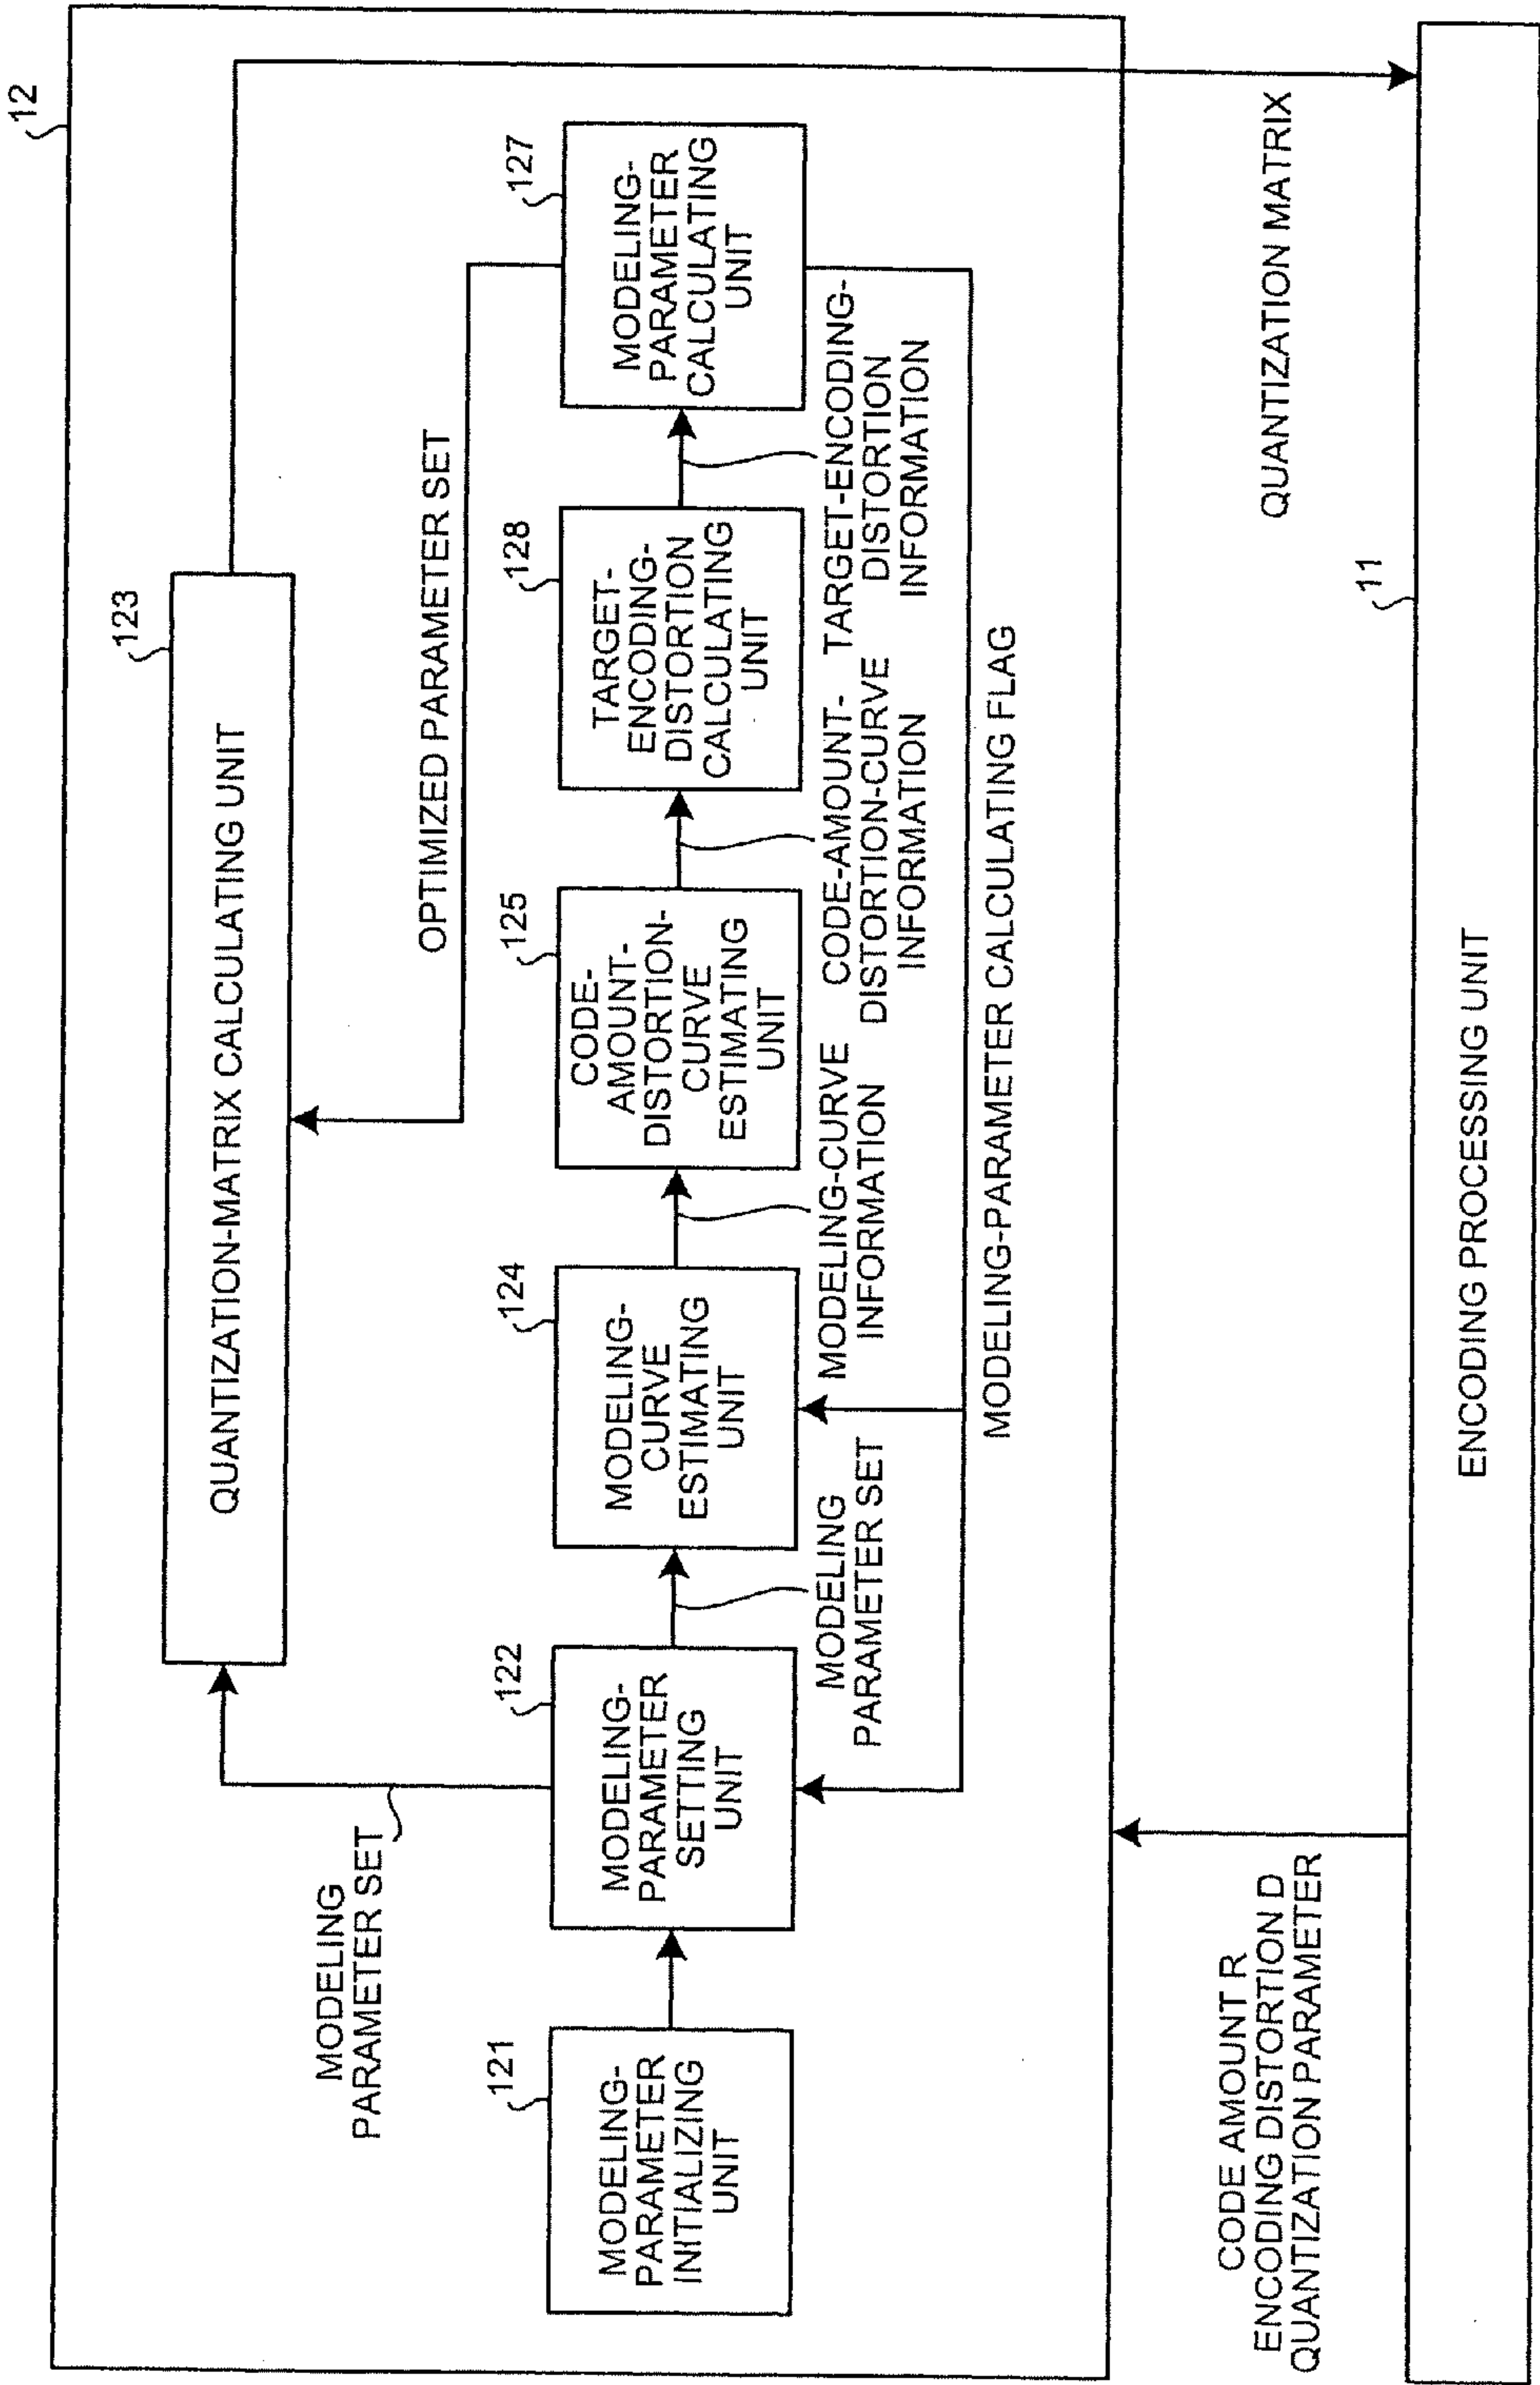 12
123
QUANTIZATION-MATRIX CALCULATING UNIT
MODELING
PARAMETER SET
OPTIMIZED PARAMETER SET
121
MODELING-
PARAMETER
INITIALIZING
UNIT
122
MODELING-
PARAMETER
SETTING
UNIT
124
MODELING-
CURVE
ESTIMATING
UNIT
125
CODE-
AMOUNT-
DISTORTION-
CURVE
ESTIMATING
UNIT
128
TARGET-
ENCODING-
DISTORTION
CALCULATING
UNIT
127
MODELING-
PARAMETER
CALCULATING
UNIT
MODELING
PARAMETER SET
MODELING-CURVE
INFORMATION
CODE-AMOUNT-
DISTORTION-CURVE
INFORMATION
TARGET-ENCODING-
DISTORTION
INFORMATION
MODELING-PARAMETER CALCULATING FLAG
CODE AMOUNT R
ENCODING DISTORTION D
QUANTIZATION PARAMETER
QUANTIZATION MATRIX
11
ENCODING PROCESSING UNIT